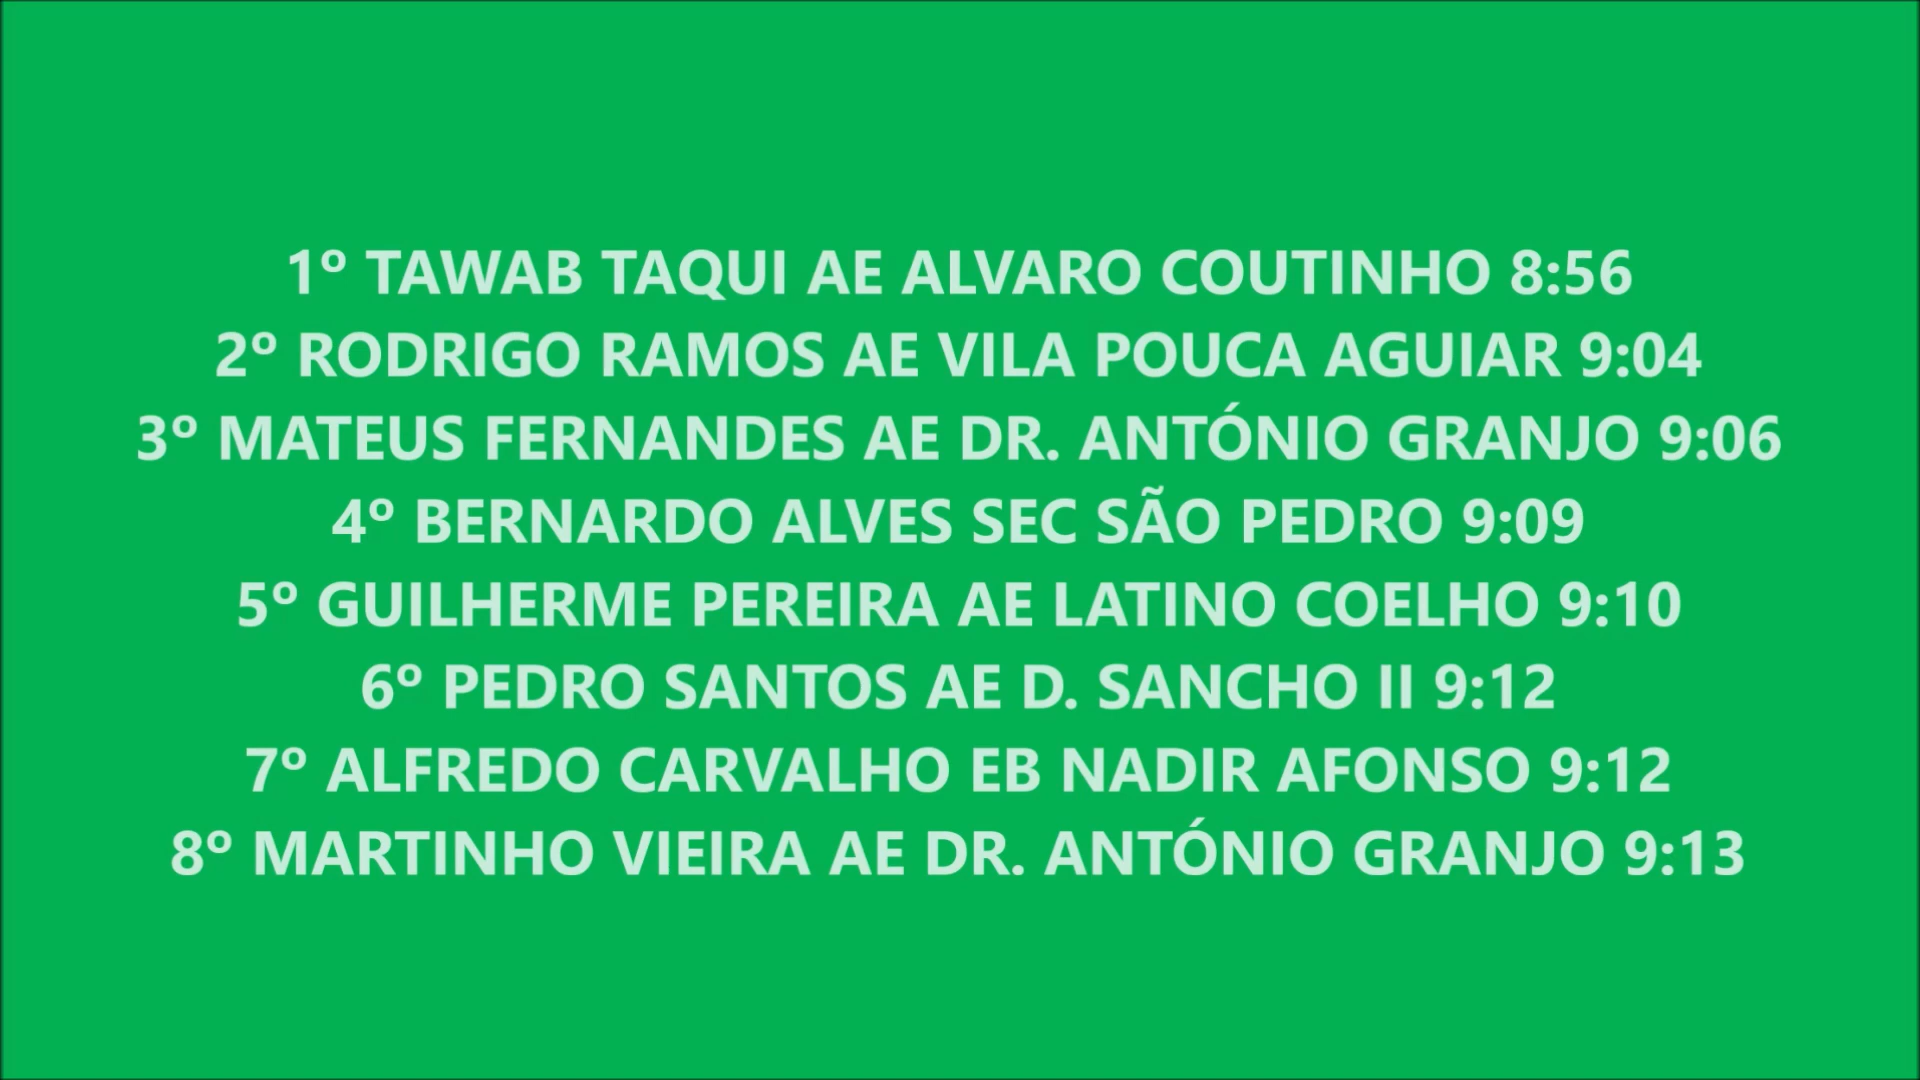 1º TAWAB TAQUI AE ALVARO COUTINHO 8:56
2º RODRIGO RAMOS AE VILA POUCA AGUIAR 9:04
3º MATEUS FERNANDES AE DR. ANTÓNIO GRANJO 9:06
4º BERNARDO ALVES SEC SÃO PEDRO 9:09
5º GUILHERME PEREIRA AE LATINO COELHO 9:10
6º PEDRO SANTOS AE D. SANCHO II 9:12
7º ALFREDO CARVALHO EB NADIR AFONSO 9:12
8º MARTINHO VIEIRA AE DR. ANTÓNIO GRANJO 9:13